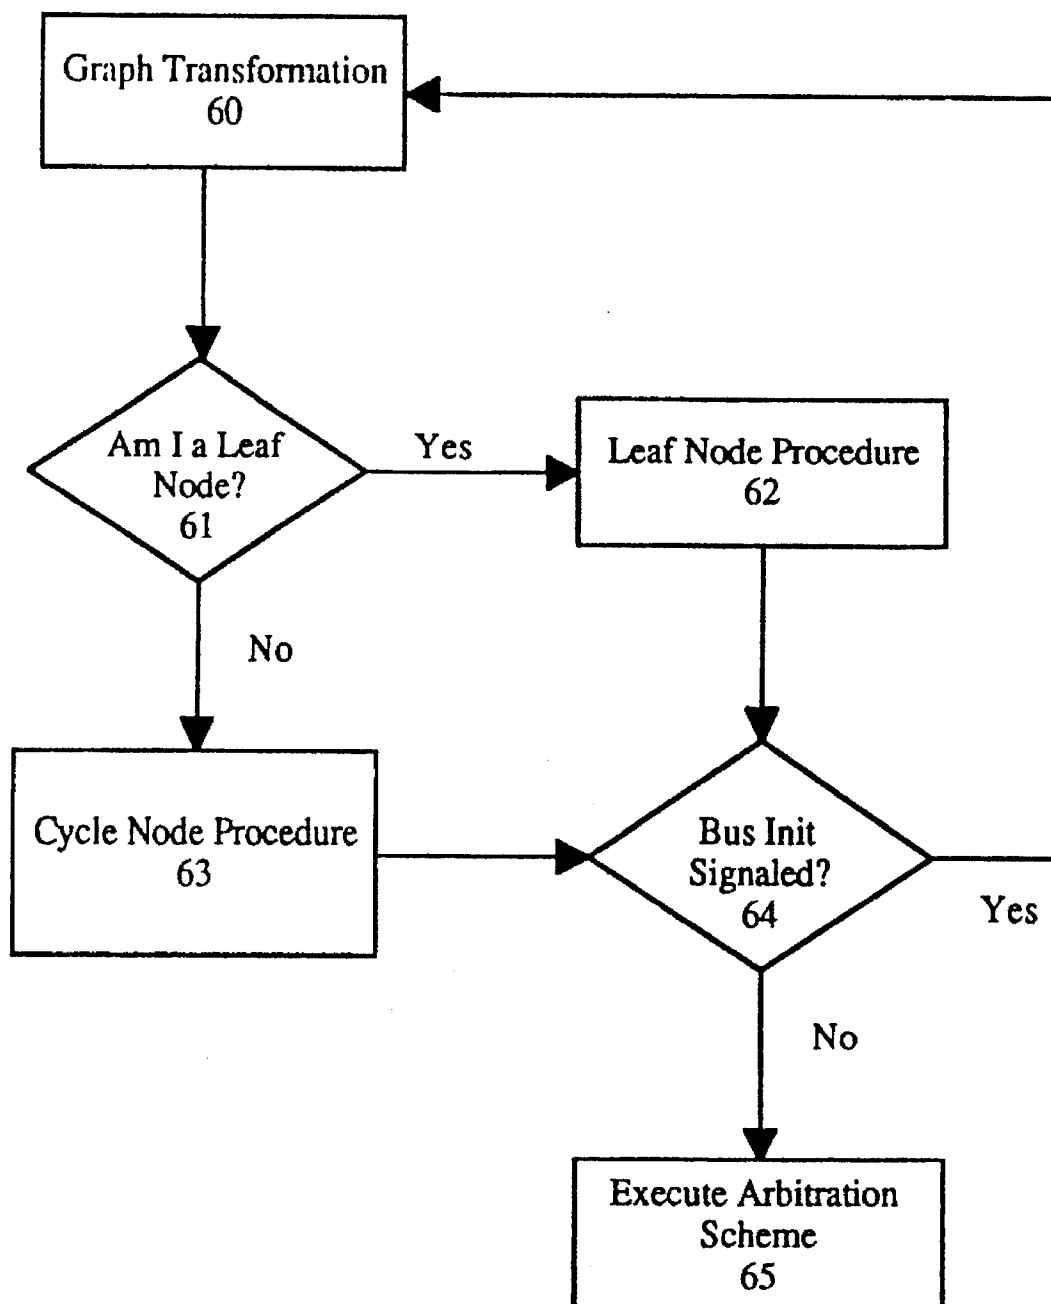 Graph Transformation
60
Am I a Leaf
Node?
61
Yes
Leaf Node Procedure
62
No
Cycle Node Procedure
63
Bus Init
Signaled?
64
Yes
No
Execute Arbitration
Scheme
65